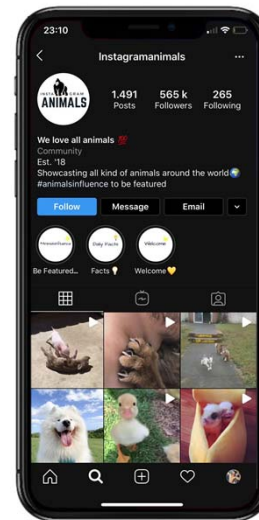 23:10
Instagramanimals
INSTAGRAM
ANIMALS
1.491 565 k 265
Posts Followers Following
We love all animals 💯
Community
Est. '18
Showcasing all kind of animals around the world🌍
#animalsinfluence to be featured
Follow Message Email
Facts
Welcome
Be Featured... Facts💡 Welcome💛